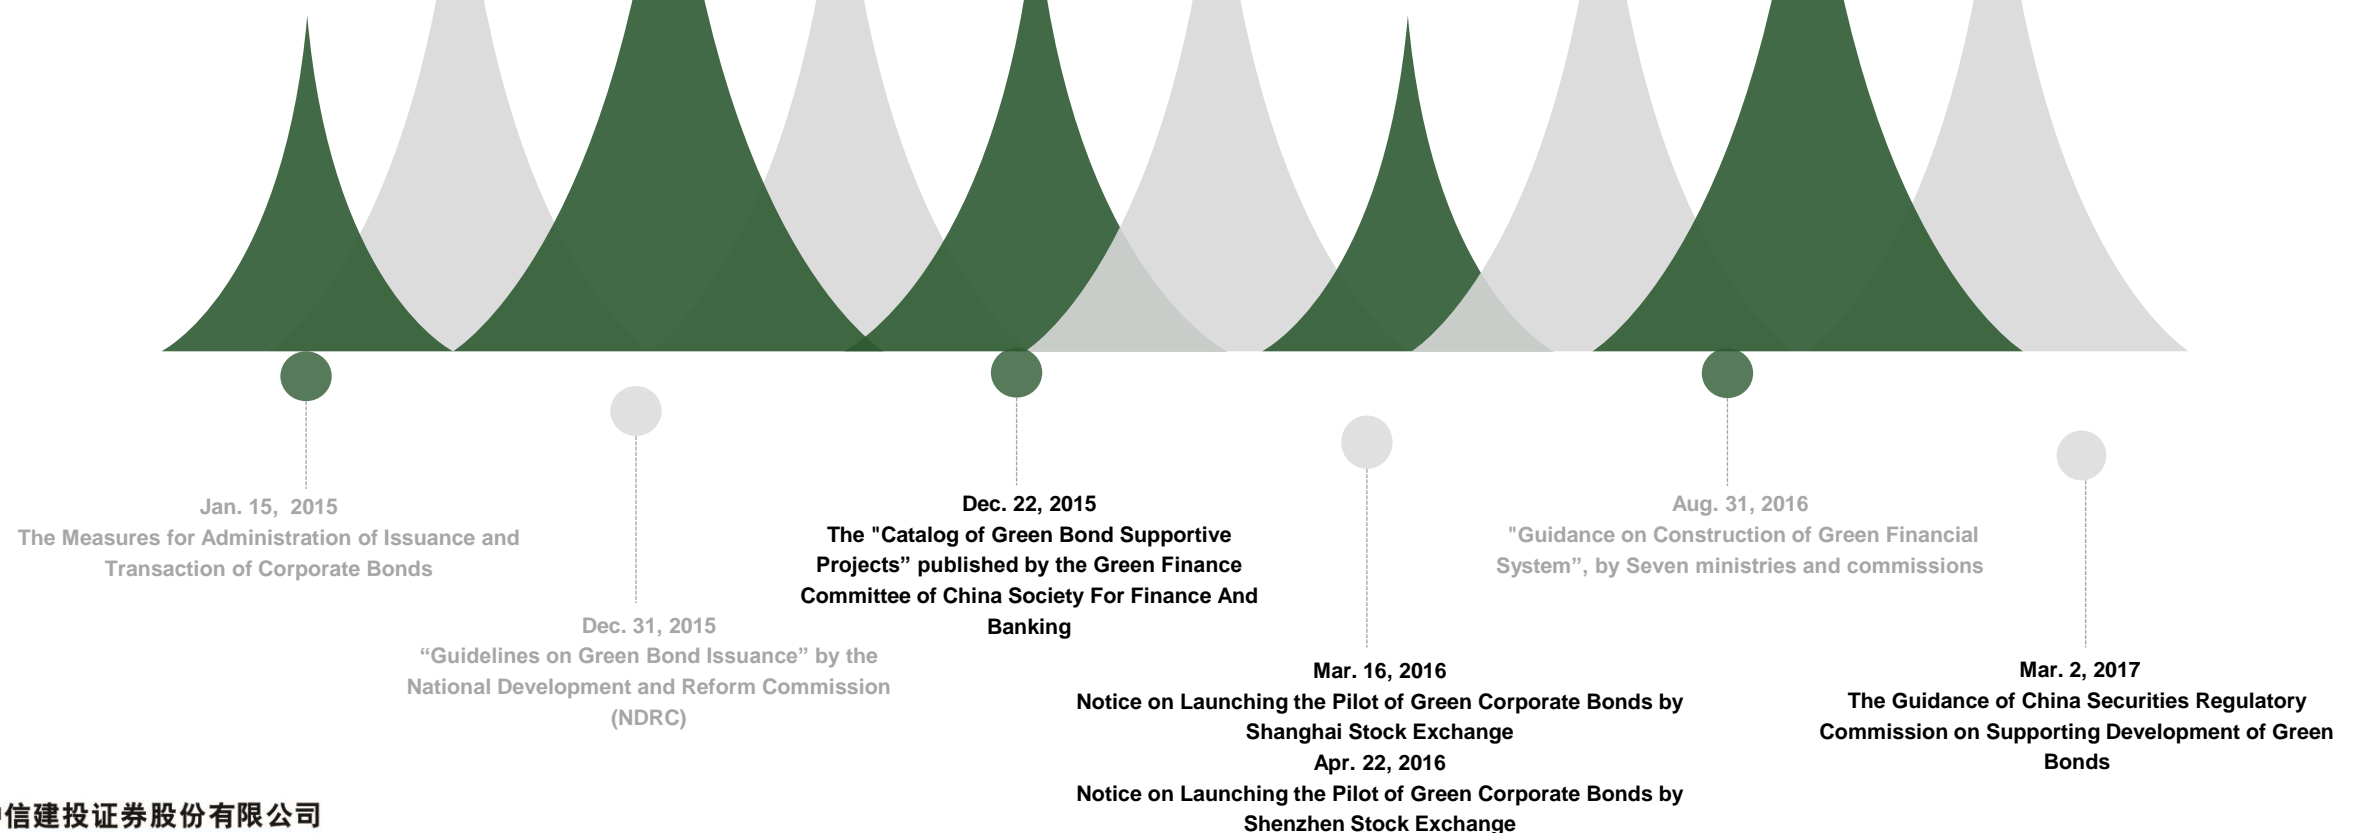 Jan. 15,  2015
The Measures for Administration of Issuance and
Transaction of Corporate Bonds
Dec. 31, 2015
“Guidelines on Green Bond Issuance” by the
National Development and Reform Commission
(NDRC)
Dec. 22, 2015
The "Catalog of Green Bond Supportive
Projects” published by the Green Finance
Committee of China Society For Finance And
Banking
Mar. 16, 2016
Notice on Launching the Pilot of Green Corporate Bonds by
Shanghai Stock Exchange
Apr. 22, 2016
Notice on Launching the Pilot of Green Corporate Bonds by
Shenzhen Stock Exchange
Aug. 31, 2016
"Guidance on Construction of Green Financial
System”, by Seven ministries and commissions
Mar. 2, 2017
The Guidance of China Securities Regulatory
Commission on Supporting Development of Green
Bonds
信建投证券股份有限公司